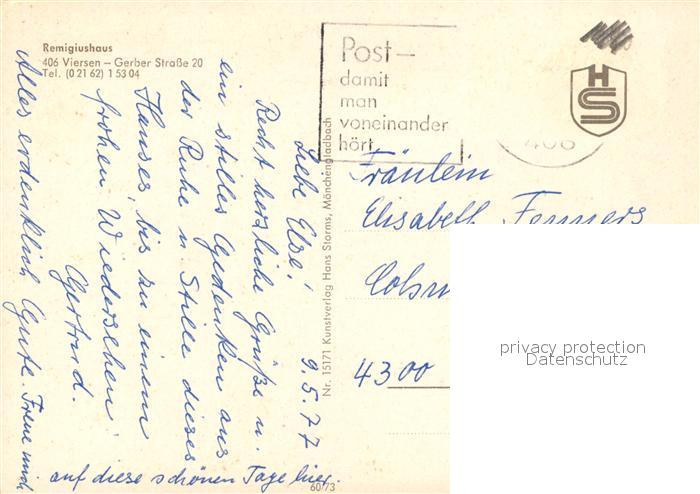 Remigiushaus
406 Viersen – Gerber Straße 20
Tel. (0 21 62) 1 53 04
Post –
damit
man
voneinander
hört
406
HS
9.5.77
Liebe Else!
Recht herzliche Grüße u.
ein stilles Gedenken aus
der Ruhe u. Stille dieses
Hauses, bis zu einem
frohen Wiedersehen
Gertrud.
Alles erdenklich Gute. Freue mich
auf diese schönen Tage hier.
Nr. 15171 Kunstverlag Hans Storms, Mönchengladbach
60/73
Fräulein
Elisabeth
4300
privacy protection
Datenschutz